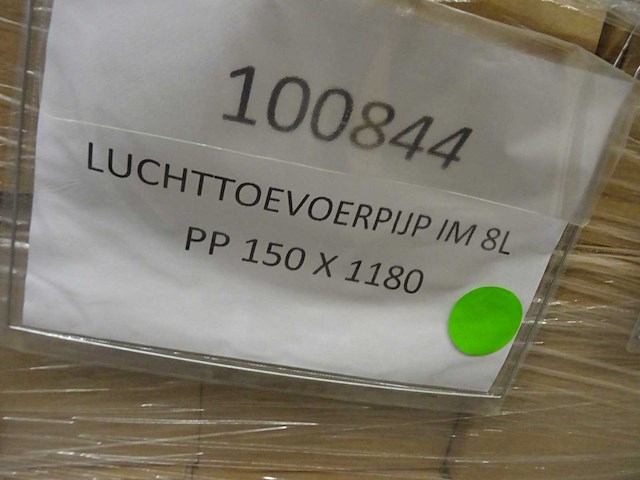 100844
LUCHTTOEVOERPIJP IM 8L
PP 150 X 1180